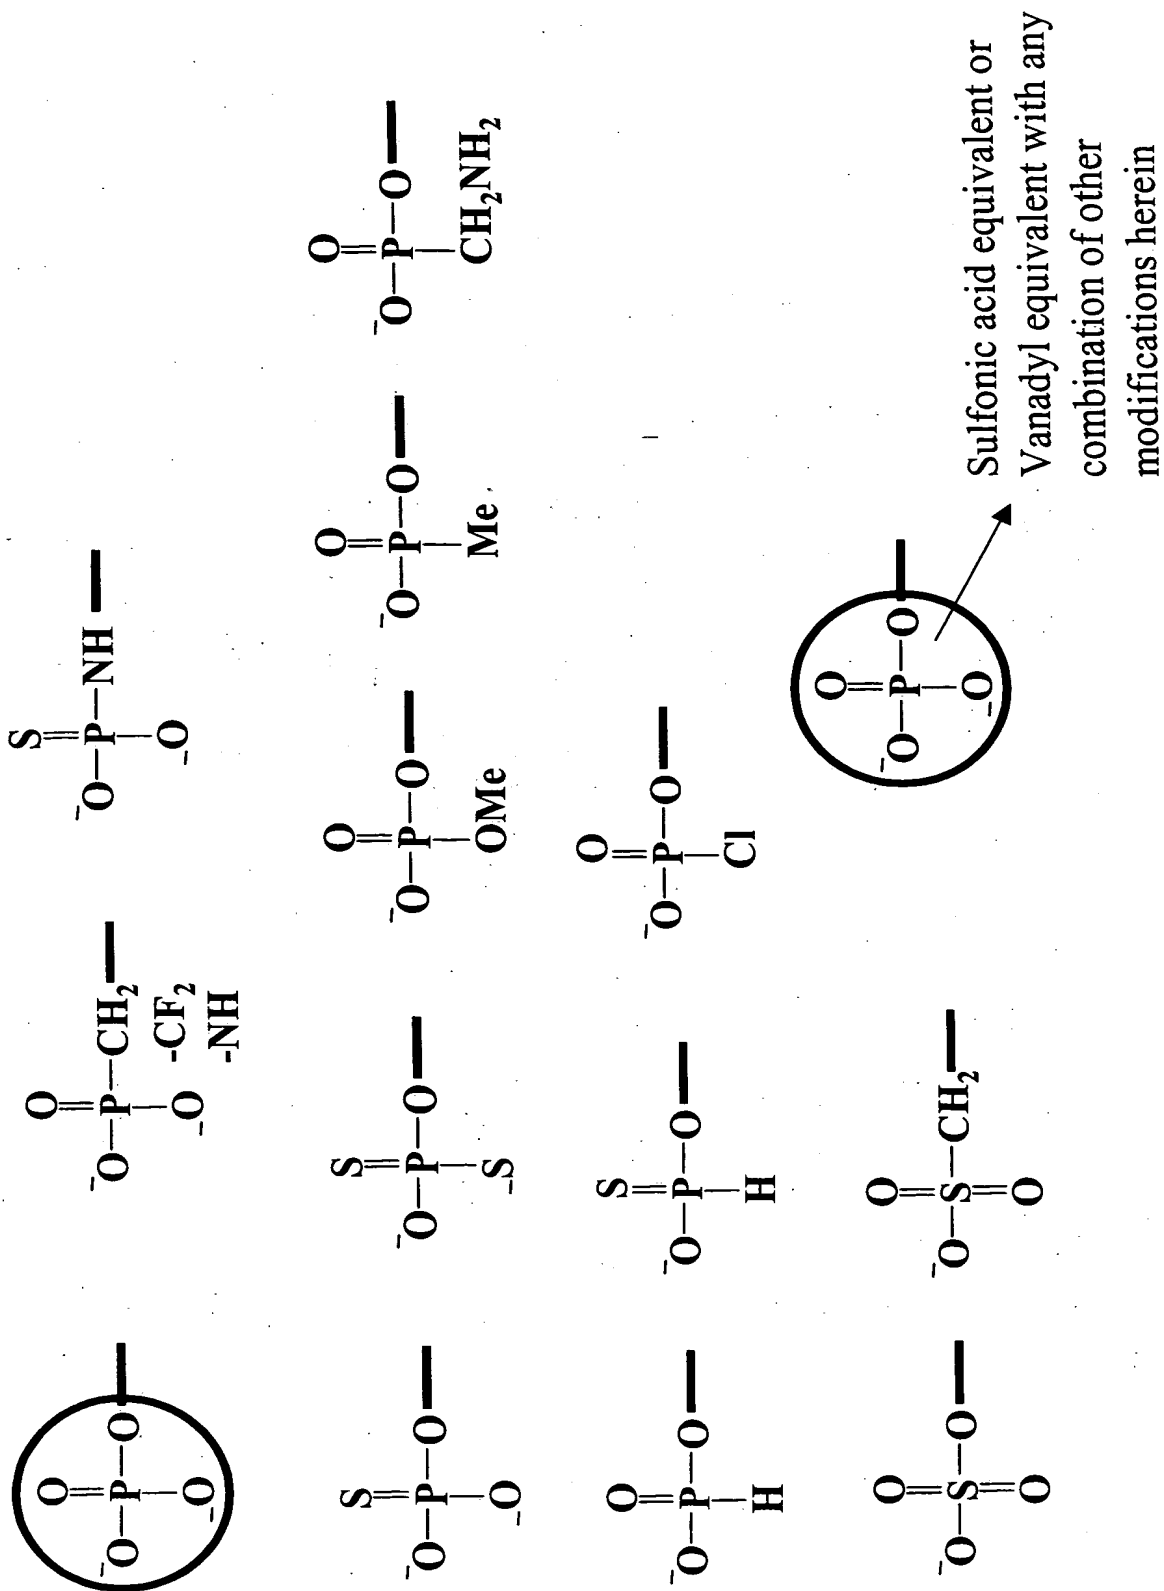 O O S
⁻O–P–O ⁻O–P–CH₂ ⁻O–P–NH
⁻O ⁻O -CF₂ ⁻O
-NH
S S O O O
⁻O–P–O ⁻O–P–O ⁻O–P–O ⁻O–P–O ⁻O–P–O
⁻O ⁻S OMe Me CH₂NH₂
O S O
⁻O–P–O ⁻O–P–O ⁻O–P–O
H H Cl
O O O
⁻O–S–O ⁻O–S–CH₂ ⁻O–P–O
O O ⁻O
Sulfonic acid equivalent or
Vanadyl equivalent with any
combination of other
modifications herein